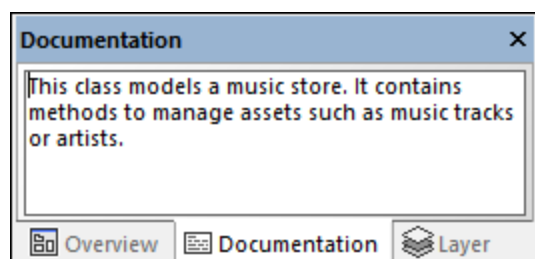 Documentation
This class models a music store. It contains
methods to manage assets such as music tracks
or artists.
Overview Documentation Layer